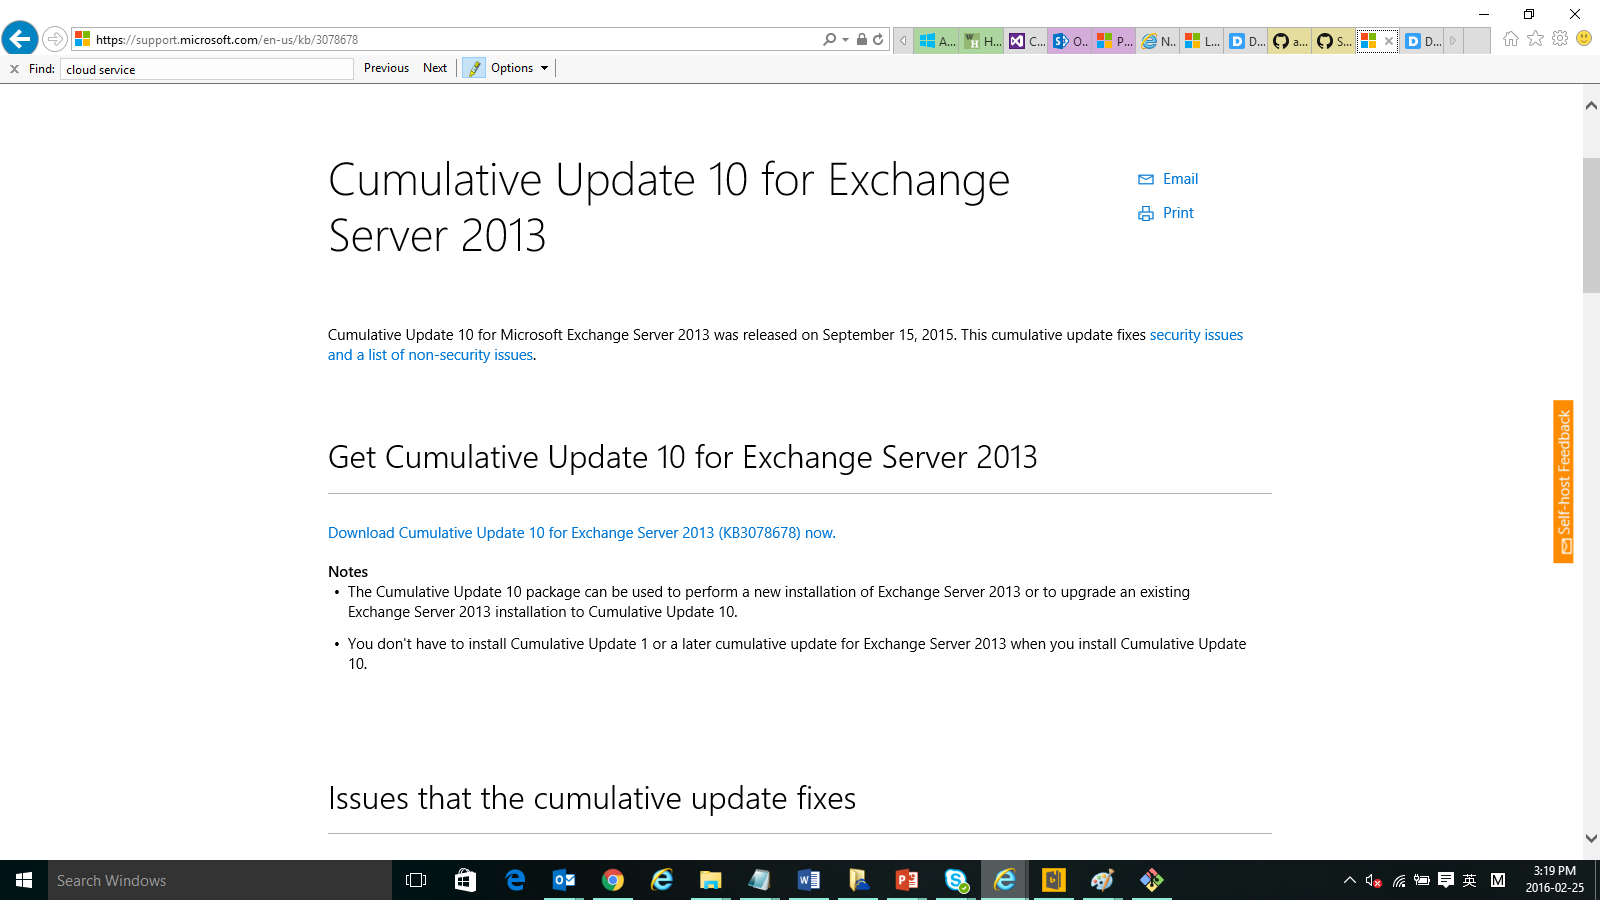 https://support.microsoft.com/en-us/kb/3078678
A... H... C... O... P... N... L... D... D... a... S... D...
Find: cloud service Previous Next Options
Cumulative Update 10 for Exchange
Server 2013
Email
Print
Cumulative Update 10 for Microsoft Exchange Server 2013 was released on September 15, 2015. This cumulative update fixes security issues
and a list of non-security issues.
Self-host Feedback
Get Cumulative Update 10 for Exchange Server 2013
Download Cumulative Update 10 for Exchange Server 2013 (KB3078678) now.
Notes
• The Cumulative Update 10 package can be used to perform a new installation of Exchange Server 2013 or to upgrade an existing
Exchange Server 2013 installation to Cumulative Update 10.
• You don't have to install Cumulative Update 1 or a later cumulative update for Exchange Server 2013 when you install Cumulative Update
10.
Issues that the cumulative update fixes
Search Windows
英 M
3:19 PM
2016-02-25